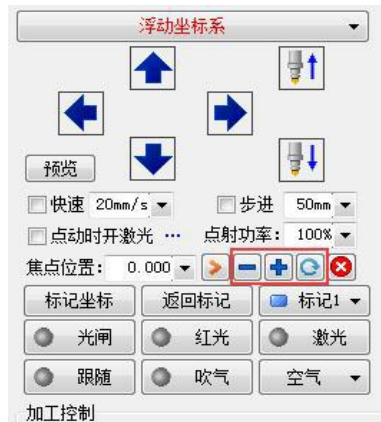 浮动坐标系
预览
快速 20mm/s 步进 50mm
点动时开激光 ··· 点射功率: 100%
焦点位置: 0.000
标记坐标 返回标记 标记1
光闸 红光 激光
跟随 吹气 空气
加工控制